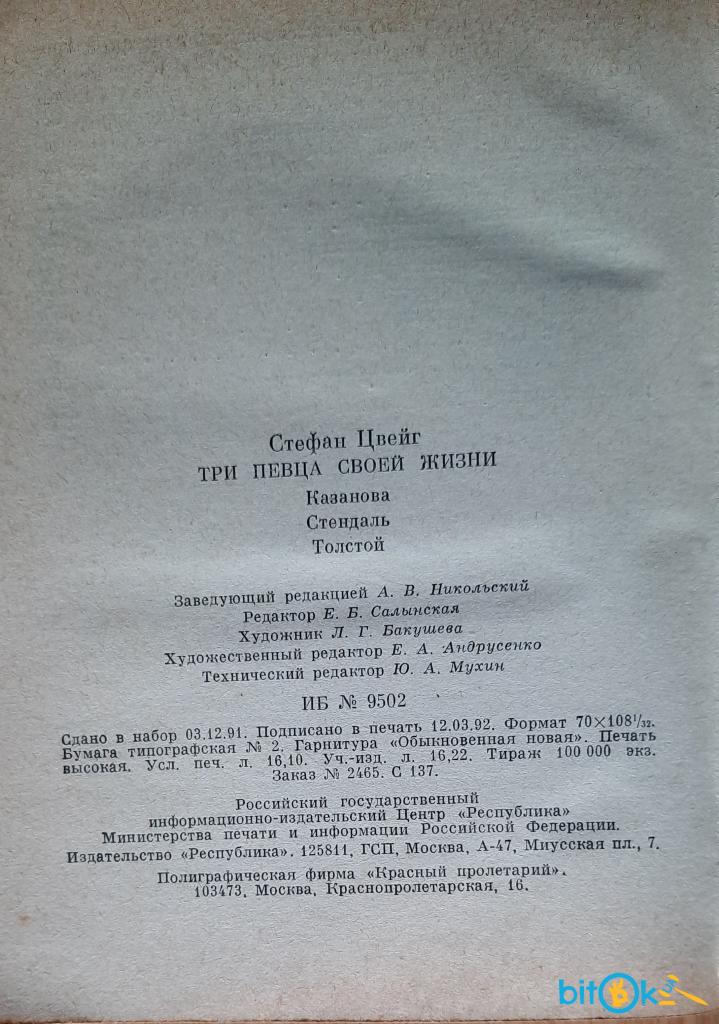 Стефан Цвейг
ТРИ ПЕВЦА СВОЕЙ ЖИЗНИ
Казанова
Стендаль
Толстой
Заведующий редакцией А. В. Никольский
Редактор Е. Б. Салынская
Художник Л. Г. Бакушева
Художественный редактор Е. А. Андрусенко
Технический редактор Ю. А. Мухин
ИБ № 9502
Сдано в набор 03.12.91. Подписано в печать 12.03.92. Формат 70×108¹/₃₂.
Бумага типографская № 2. Гарнитура «Обыкновенная новая». Печать
высокая. Усл. печ. л. 16,10. Уч.-изд. л. 16,22. Тираж 100 000 экз.
Заказ № 2465. С 137.
Российский государственный
информационно-издательский Центр «Республика»
Министерства печати и информации Российской Федерации.
Издательство «Республика». 125811, ГСП, Москва, А-47, Миусская пл., 7.
Полиграфическая фирма «Красный пролетарий».
103473, Москва, Краснопролетарская, 16.
bitOk